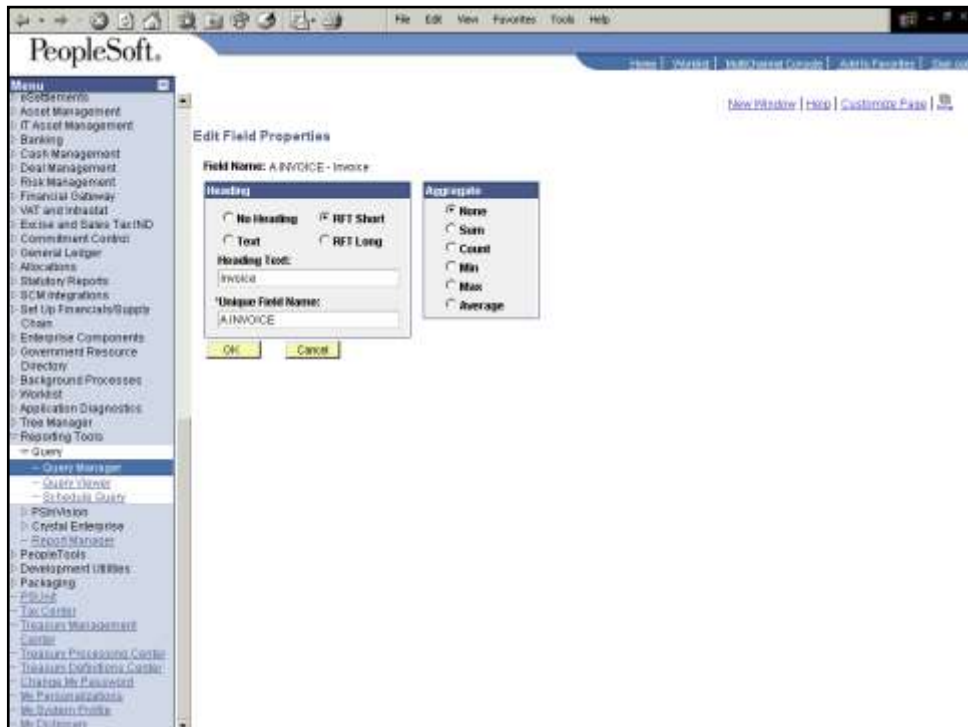 File Edit View Favorites Tools Help
PeopleSoft.
Home | Worklist | MultiChannel Console | Add to Favorites | Sign out
Menu
eSettlements
Asset Management
IT Asset Management
Banking
Cash Management
Deal Management
Risk Management
Financial Gateway
VAT and Intrastat
Excise and Sales Tax IND
Commitment Control
General Ledger
Allocations
Statutory Reports
SCM Integrations
Set Up Financials/Supply
Chain
Enterprise Components
Government Resource
Directory
Background Processes
Worklist
Application Diagnostics
Tree Manager
Reporting Tools
Query
Query Manager
Query Viewer
Schedule Query
PS/nVision
Crystal Enterprise
Report Manager
PeopleTools
Development Utilities
Packaging
PSUnit
Tax Center
Treasury Management
Center
Treasury Processing Center
Treasury Definitions Center
Change My Password
My Personalizations
My System Profile
My Dictionary
New Window | Help | Customize Page |
Edit Field Properties
Field Name: A.INVOICE - Invoice
Heading
No Heading RFT Short
Text RFT Long
Heading Text:
Invoice
*Unique Field Name:
A.INVOICE
Aggregate
None
Sum
Count
Min
Max
Average
OK Cancel